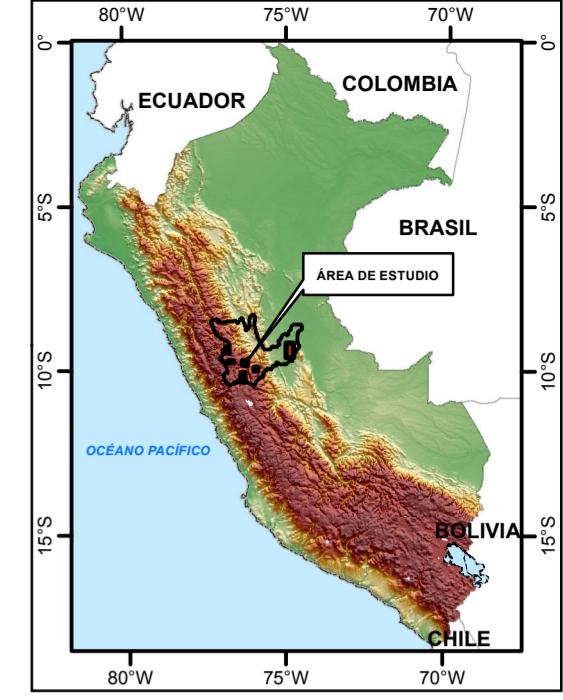 80°W 75°W 70°W
0° 0°
COLOMBIA
ECUADOR
5°S 5°S
BRASIL
ÁREA DE ESTUDIO
10°S 10°S
OCÉANO PACÍFICO
BOLIVIA
15°S 15°S
CHILE
80°W 75°W 70°W